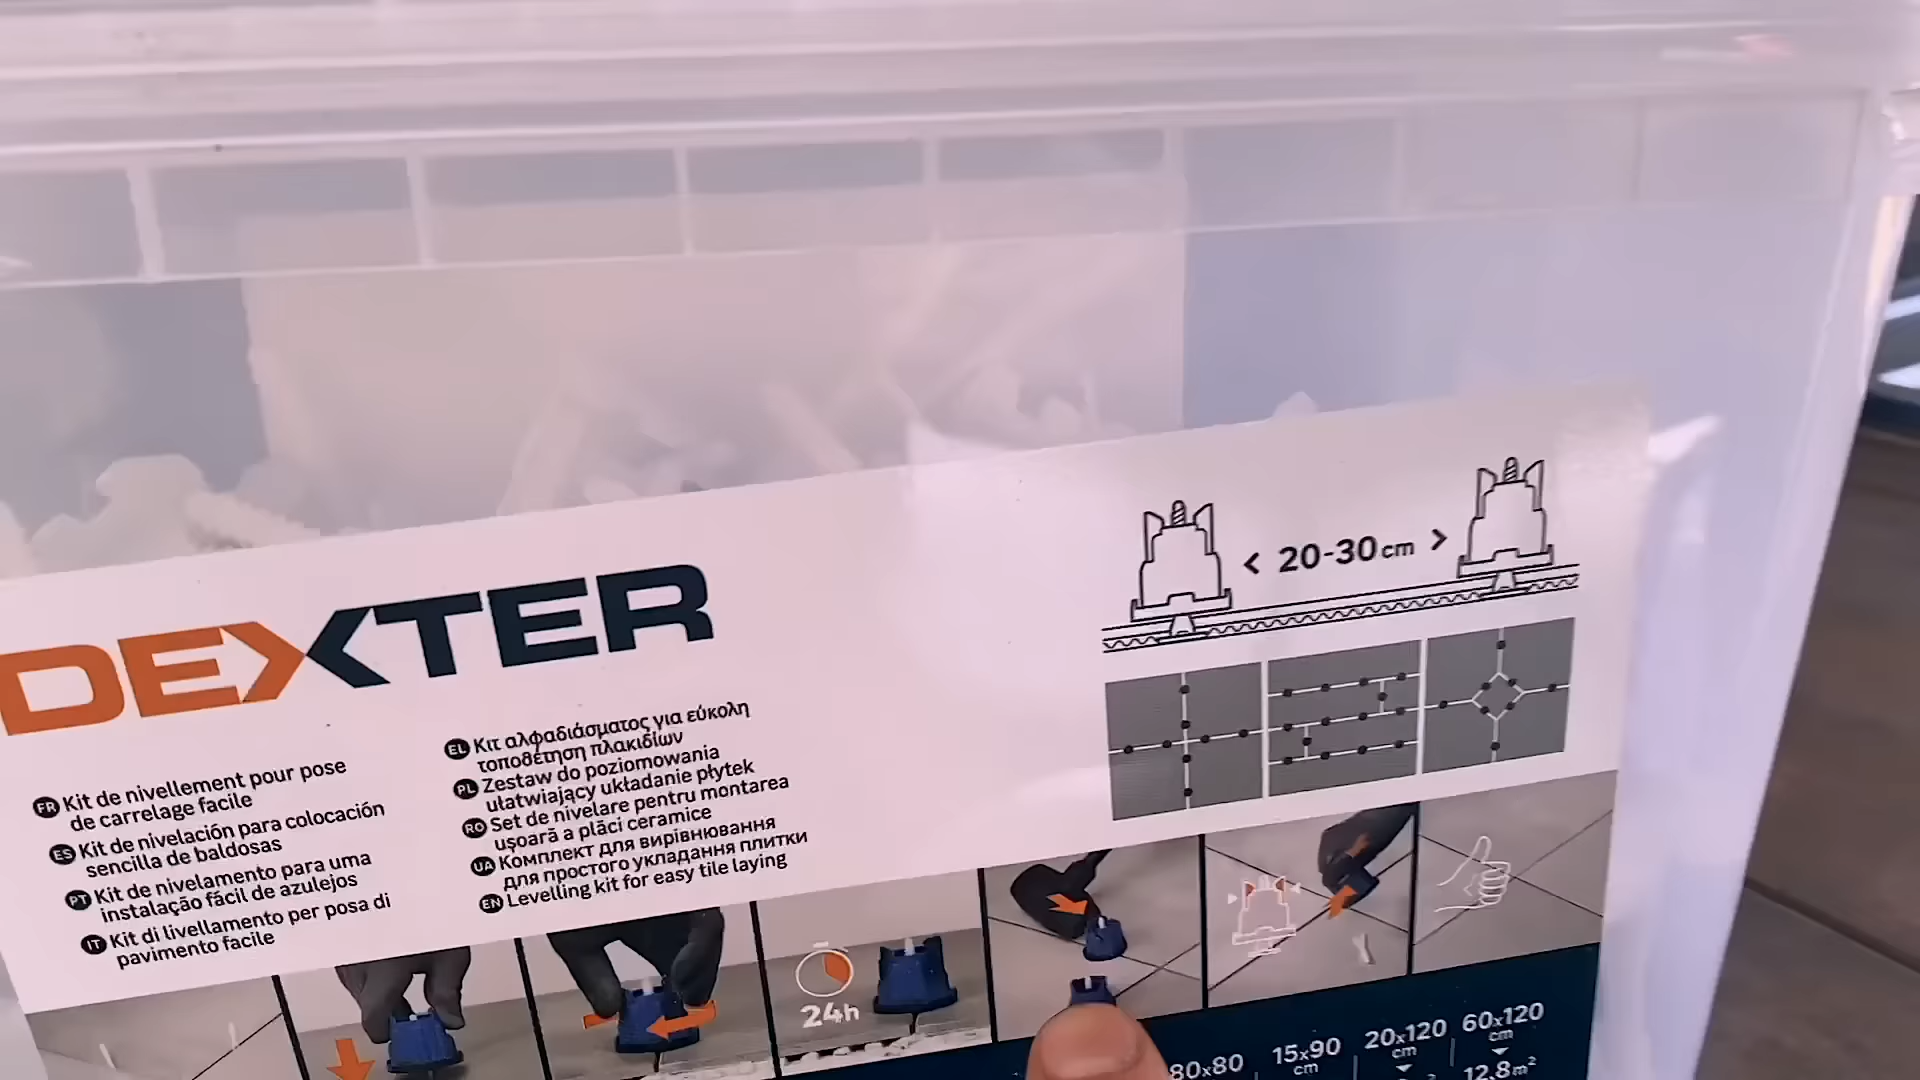 < 20-30 cm >
DEXTER
FR Kit de nivellement pour pose
de carrelage facile
ES Kit de nivelación para colocación
sencilla de baldosas
PT Kit de nivelamento para uma
instalação fácil de azulejos
IT Kit di livellamento per posa di
pavimento facile
EL Κιτ αλφαδιάσματος για εύκολη
τοποθέτηση πλακιδίων
PL Zestaw do poziomowania
ułatwiający układanie płytek
RO Set de nivelare pentru montarea
ușoară a plăci ceramice
UA Комплект для вирівнювання
для простого укладання плитки
EN Levelling kit for easy tile laying
24h
80x80
15x90
cm
20x120
cm
60x120
cm
12,8m²